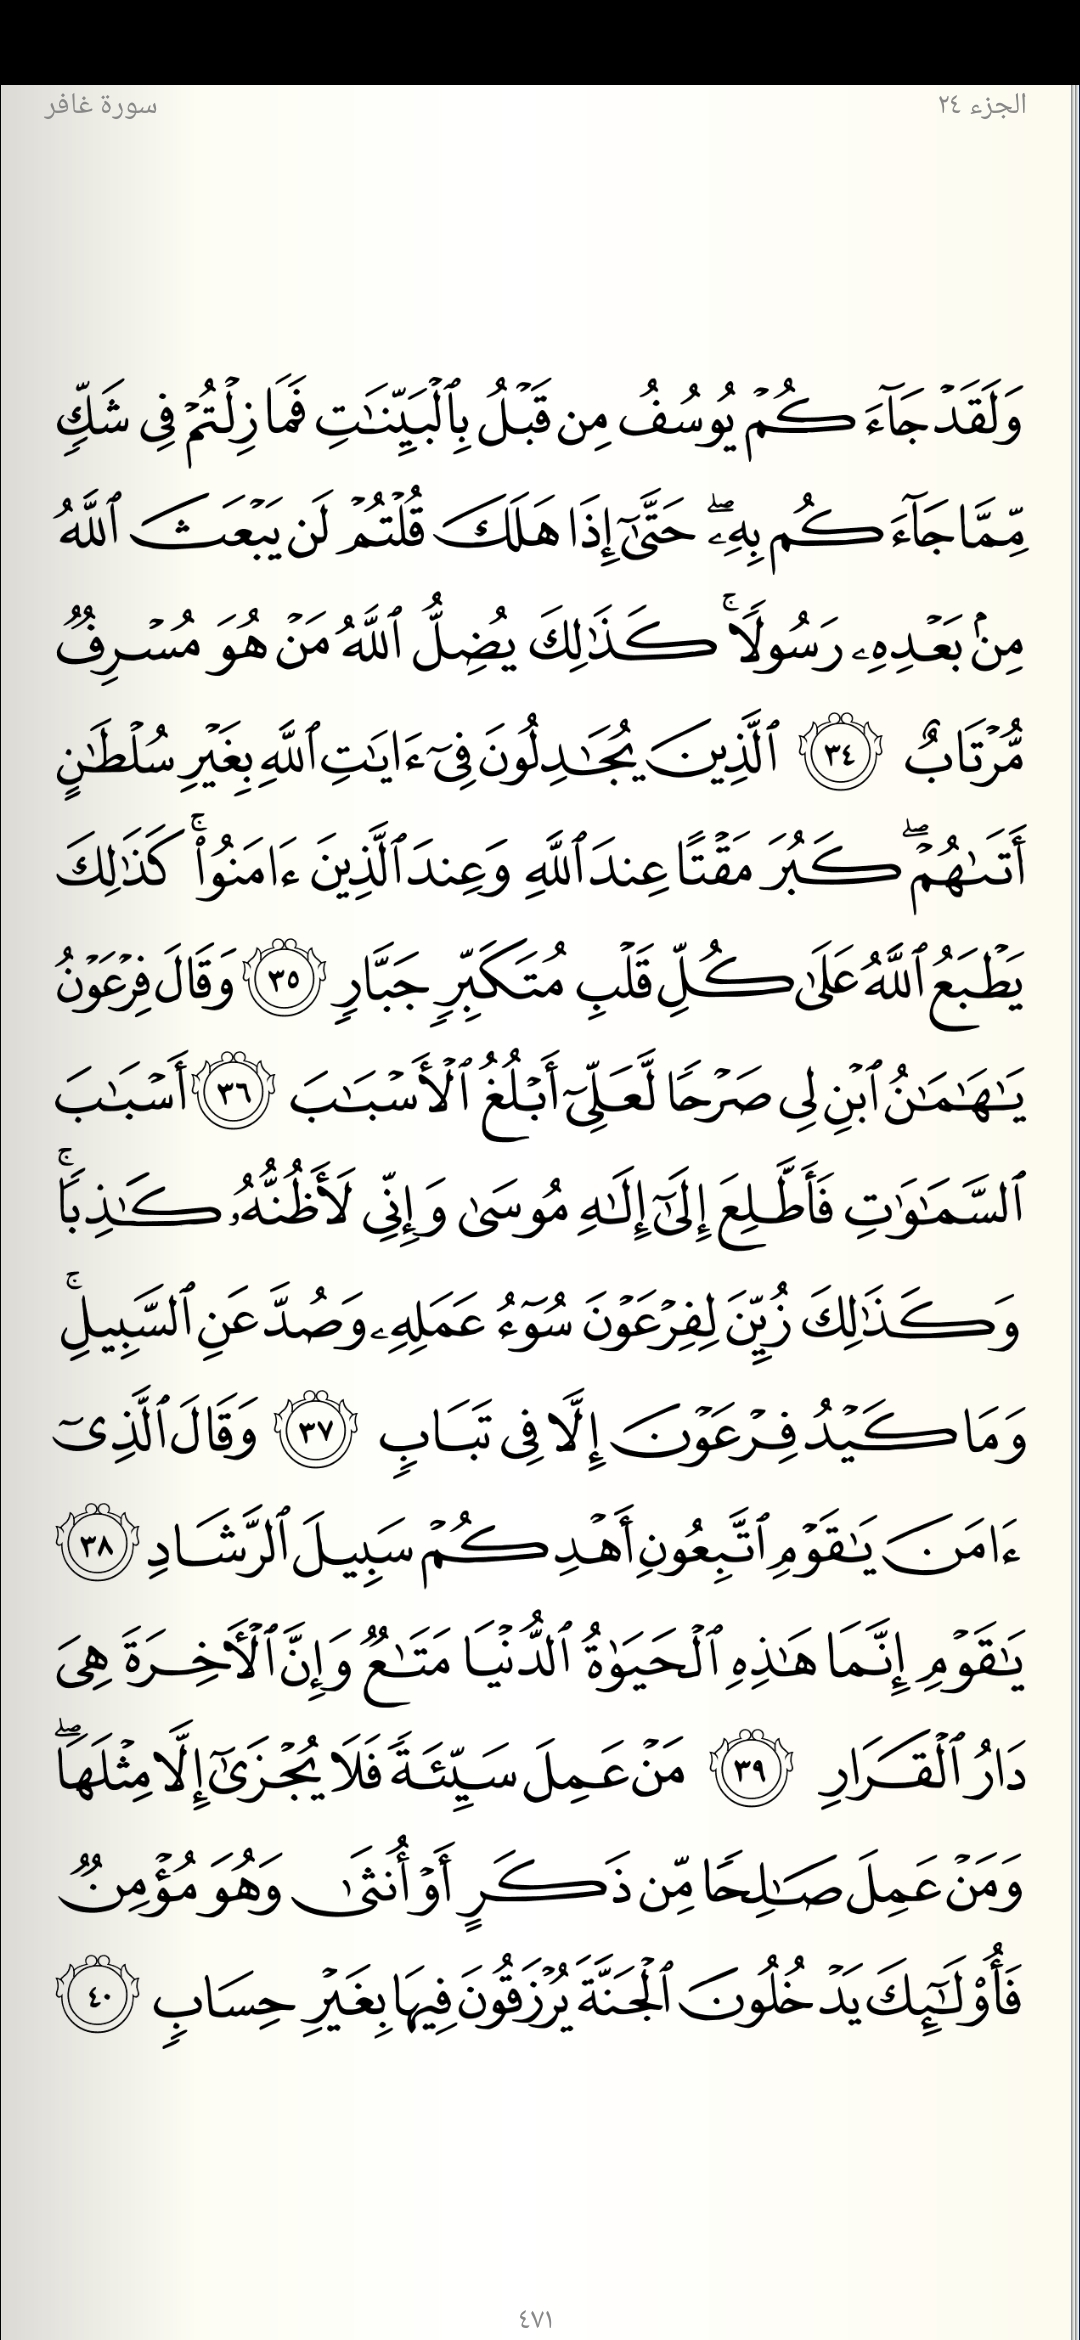 الجزء ٢٤
سورة غافر
وَلَقَدۡ جَآءَكُمۡ يُوسُفُ مِن قَبۡلُ بِٱلۡبَيِّنَٰتِ فَمَا زِلۡتُمۡ فِي شَكّٖ
مِّمَّا جَآءَكُم بِهِۦۖ حَتَّىٰٓ إِذَا هَلَكَ قُلۡتُمۡ لَن يَبۡعَثَ ٱللَّهُ
مِنۢ بَعۡدِهِۦ رَسُولٗاۚ كَذَٰلِكَ يُضِلُّ ٱللَّهُ مَنۡ هُوَ مُسۡرِفٞ
مُّرۡتَابٌ ٣٤ ٱلَّذِينَ يُجَٰدِلُونَ فِيٓ ءَايَٰتِ ٱللَّهِ بِغَيۡرِ سُلۡطَٰنٍ
أَتَىٰهُمۡۖ كَبُرَ مَقۡتًا عِندَ ٱللَّهِ وَعِندَ ٱلَّذِينَ ءَامَنُواْۚ كَذَٰلِكَ
يَطۡبَعُ ٱللَّهُ عَلَىٰ كُلِّ قَلۡبِ مُتَكَبِّرٖ جَبَّارٖ ٣٥ وَقَالَ فِرۡعَوۡنُ
يَٰهَٰمَٰنُ ٱبۡنِ لِي صَرۡحٗا لَّعَلِّيٓ أَبۡلُغُ ٱلۡأَسۡبَٰبَ ٣٦ أَسۡبَٰبَ
ٱلسَّمَٰوَٰتِ فَأَطَّلِعَ إِلَىٰٓ إِلَٰهِ مُوسَىٰ وَإِنِّي لَأَظُنُّهُۥ كَٰذِبٗاۚ
وَكَذَٰلِكَ زُيِّنَ لِفِرۡعَوۡنَ سُوٓءُ عَمَلِهِۦ وَصُدَّ عَنِ ٱلسَّبِيلِۚ
وَمَا كَيۡدُ فِرۡعَوۡنَ إِلَّا فِي تَبَابٖ ٣٧ وَقَالَ ٱلَّذِيٓ
ءَامَنَ يَٰقَوۡمِ ٱتَّبِعُونِ أَهۡدِكُمۡ سَبِيلَ ٱلرَّشَادِ ٣٨
يَٰقَوۡمِ إِنَّمَا هَٰذِهِ ٱلۡحَيَوٰةُ ٱلدُّنۡيَا مَتَٰعٞ وَإِنَّ ٱلۡأٓخِرَةَ هِيَ
دَارُ ٱلۡقَرَارِ ٣٩ مَنۡ عَمِلَ سَيِّئَةٗ فَلَا يُجۡزَىٰٓ إِلَّا مِثۡلَهَاۖ
وَمَنۡ عَمِلَ صَٰلِحٗا مِّن ذَكَرٍ أَوۡ أُنثَىٰ وَهُوَ مُؤۡمِنٞ
فَأُوْلَٰٓئِكَ يَدۡخُلُونَ ٱلۡجَنَّةَ يُرۡزَقُونَ فِيهَا بِغَيۡرِ حِسَابٖ ٤٠
٤٧١